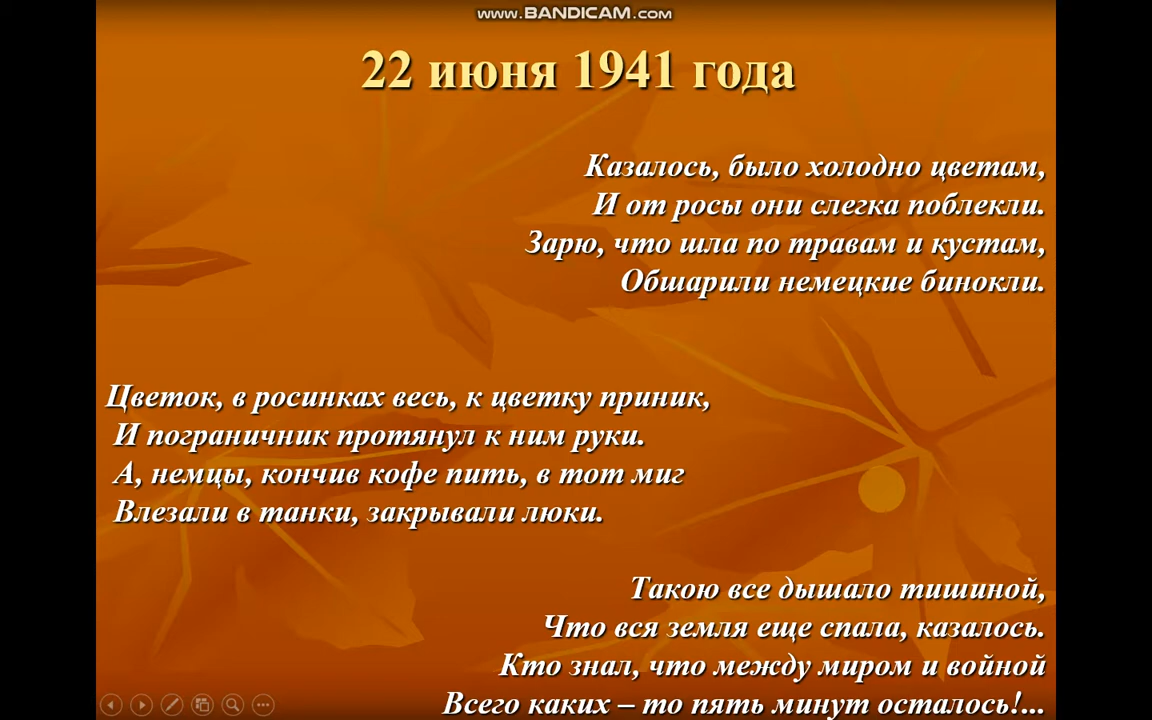 www.BANDICAM.com
22 июня 1941 года
Казалось, было холодно цветам,
И от росы они слегка поблекли.
Зарю, что шла по травам и кустам,
Обшарили немецкие бинокли.
Цветок, в росинках весь, к цветку приник,
И пограничник протянул к ним руки.
А, немцы, кончив кофе пить, в тот миг
Влезали в танки, закрывали люки.
Такою все дышало тишиной,
Что вся земля еще спала, казалось.
Кто знал, что между миром и войной
Всего каких – то пять минут осталось!...